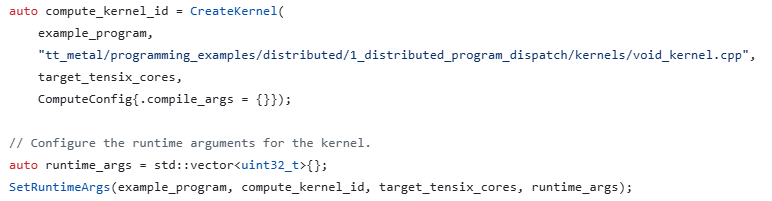 auto compute_kernel_id = CreateKernel(
    example_program,
    "tt_metal/programming_examples/distributed/1_distributed_program_dispatch/kernels/void_kernel.cpp",
    target_tensix_cores,
    ComputeConfig{.compile_args = {}});

// Configure the runtime arguments for the kernel.
auto runtime_args = std::vector<uint32_t>{};
SetRuntimeArgs(example_program, compute_kernel_id, target_tensix_cores, runtime_args);